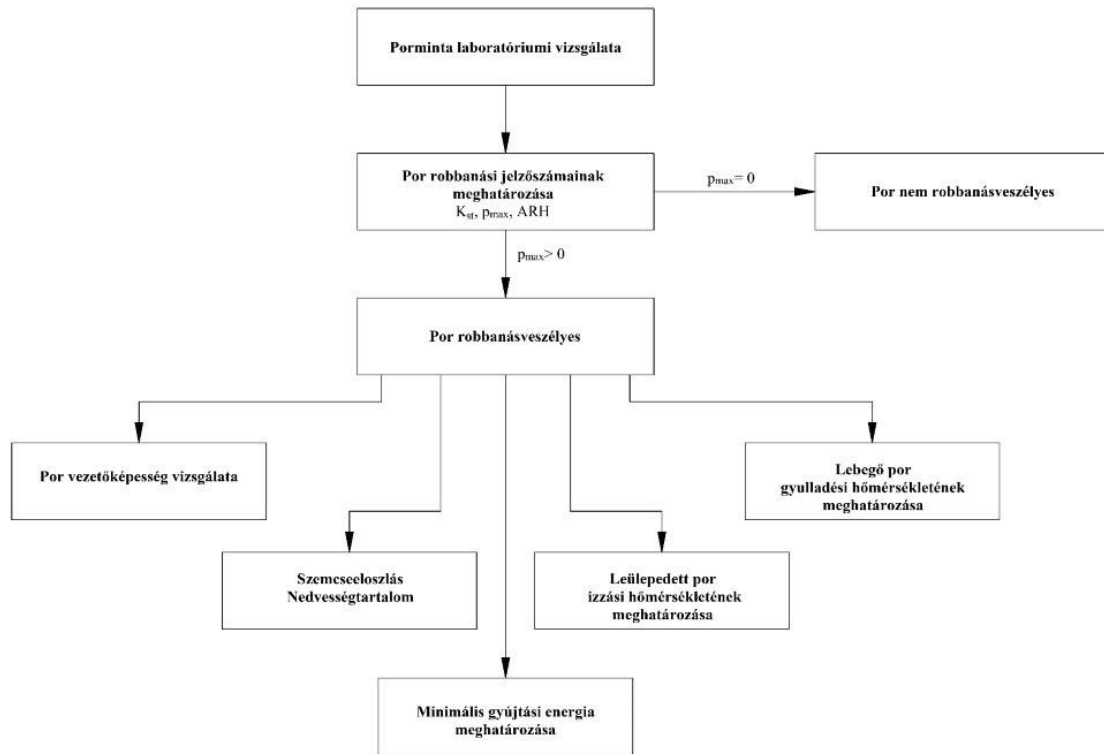 Porminta laboratóriumi vizsgálata
Por robbanási jelzőszámainak
meghatározása
Kst, pmax, ARH
pmax= 0
Por nem robbanásveszélyes
pmax> 0
Por robbanásveszélyes
Por vezetőképesség vizsgálata
Lebegő por
gyulladési hőmérsékletének
meghatározása
Szemcseeloszlás
Nedvességtartalom
Leülepedett por
izzási hőmérsékletének
meghatározása
Minimális gyújtási energia
meghatározása